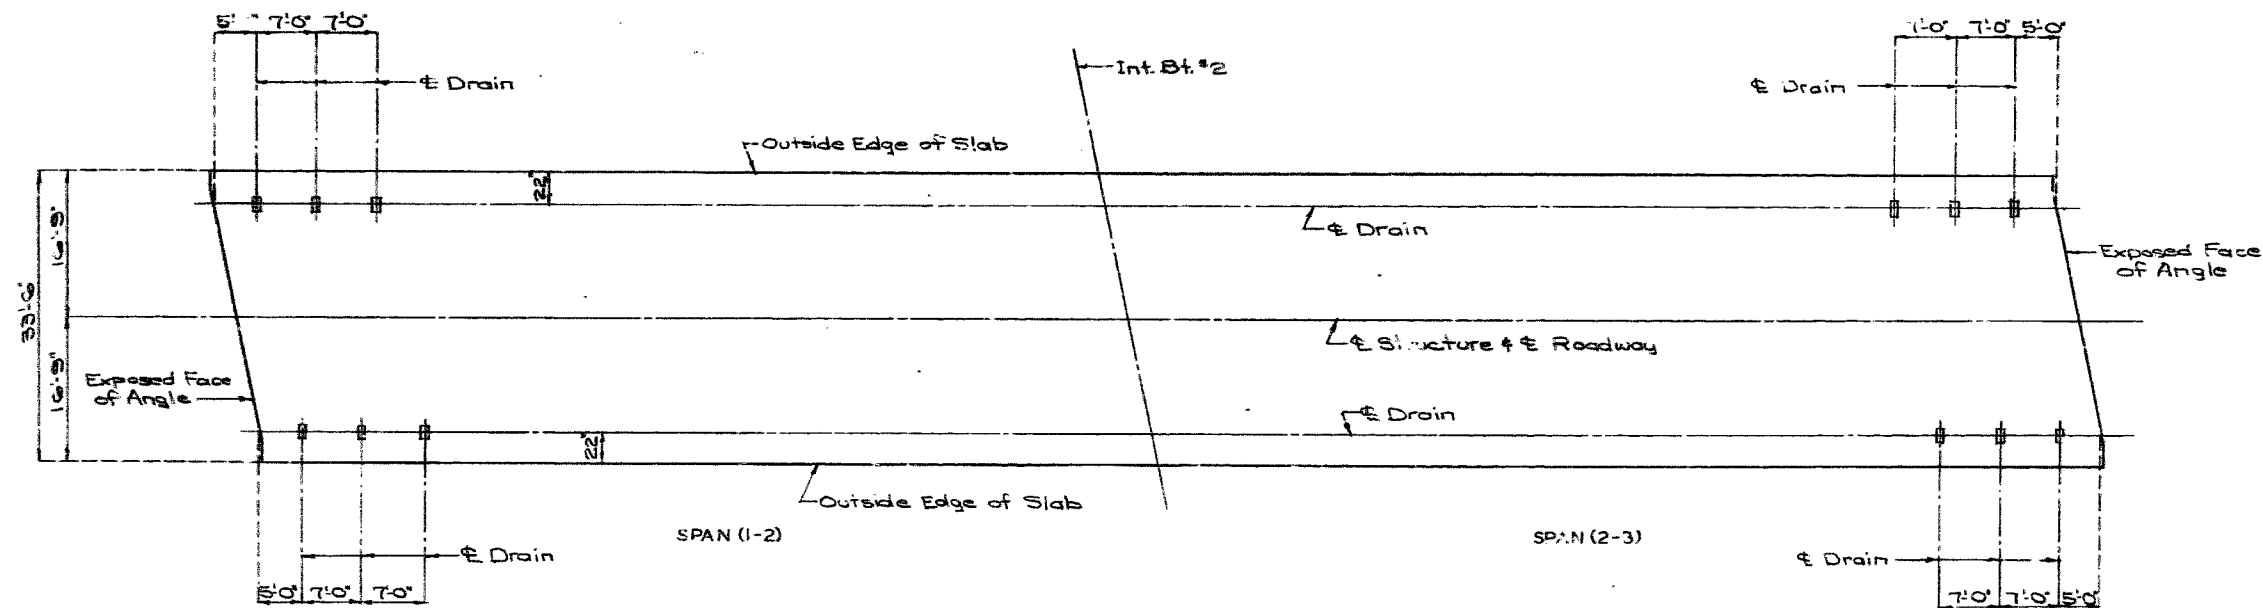 7'-0" 7'-0"
7'-0" 5'-0"
℄ Drain
Int. Bt. #2
℄ Drain
Outside Edge of Slab
22"
℄ Drain
Exposed Face
of Angle
16'-9"
33'-6"
16'-9"
℄ Structure & ℄ Roadway
Exposed Face
of Angle
℄ Drain
22"
Outside Edge of Slab
SPAN (1-2)
SPAN (2-3)
℄ Drain
℄ Drain
5'-0" 7'-0" 7'-0"
7'-0" 7'-0" 5'-0"